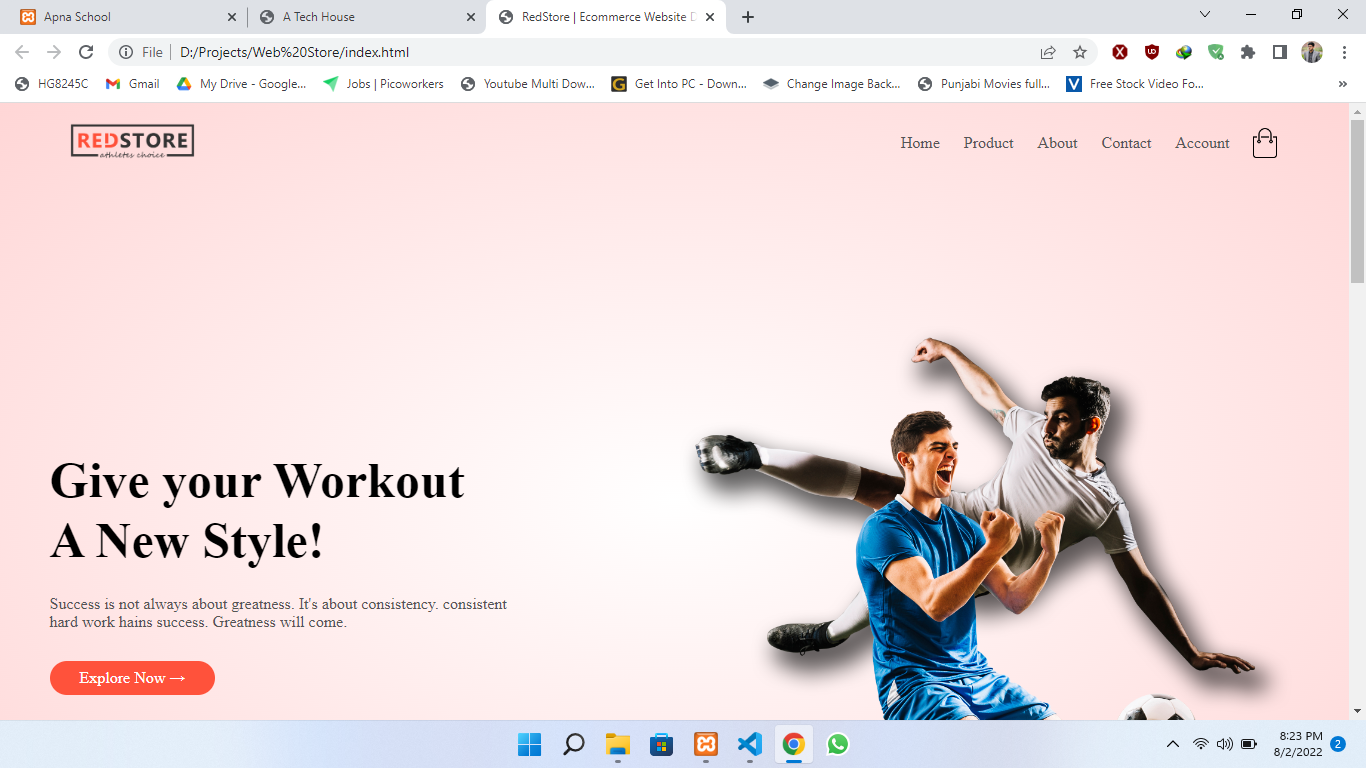 Apna School
A Tech House
RedStore | Ecommerce Website D
File
D:/Projects/Web%20Store/index.html
HG8245C
Gmail
My Drive - Google...
Jobs | Picoworkers
Youtube Multi Dow...
Get Into PC - Down...
Change Image Back...
Punjabi Movies full...
Free Stock Video Fo...
»
REDSTORE
athletes choice
Home
Product
About
Contact
Account
Give your Workout
A New Style!
Success is not always about greatness. It's about consistency. consistent
hard work hains success. Greatness will come.
Explore Now →
8:23 PM
8/2/2022
2